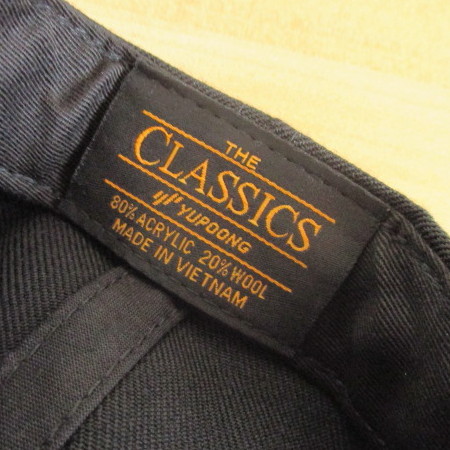 THE
CLASSICS
YUPOONG
80% ACRYLIC 20% WOOL
MADE IN VIETNAM